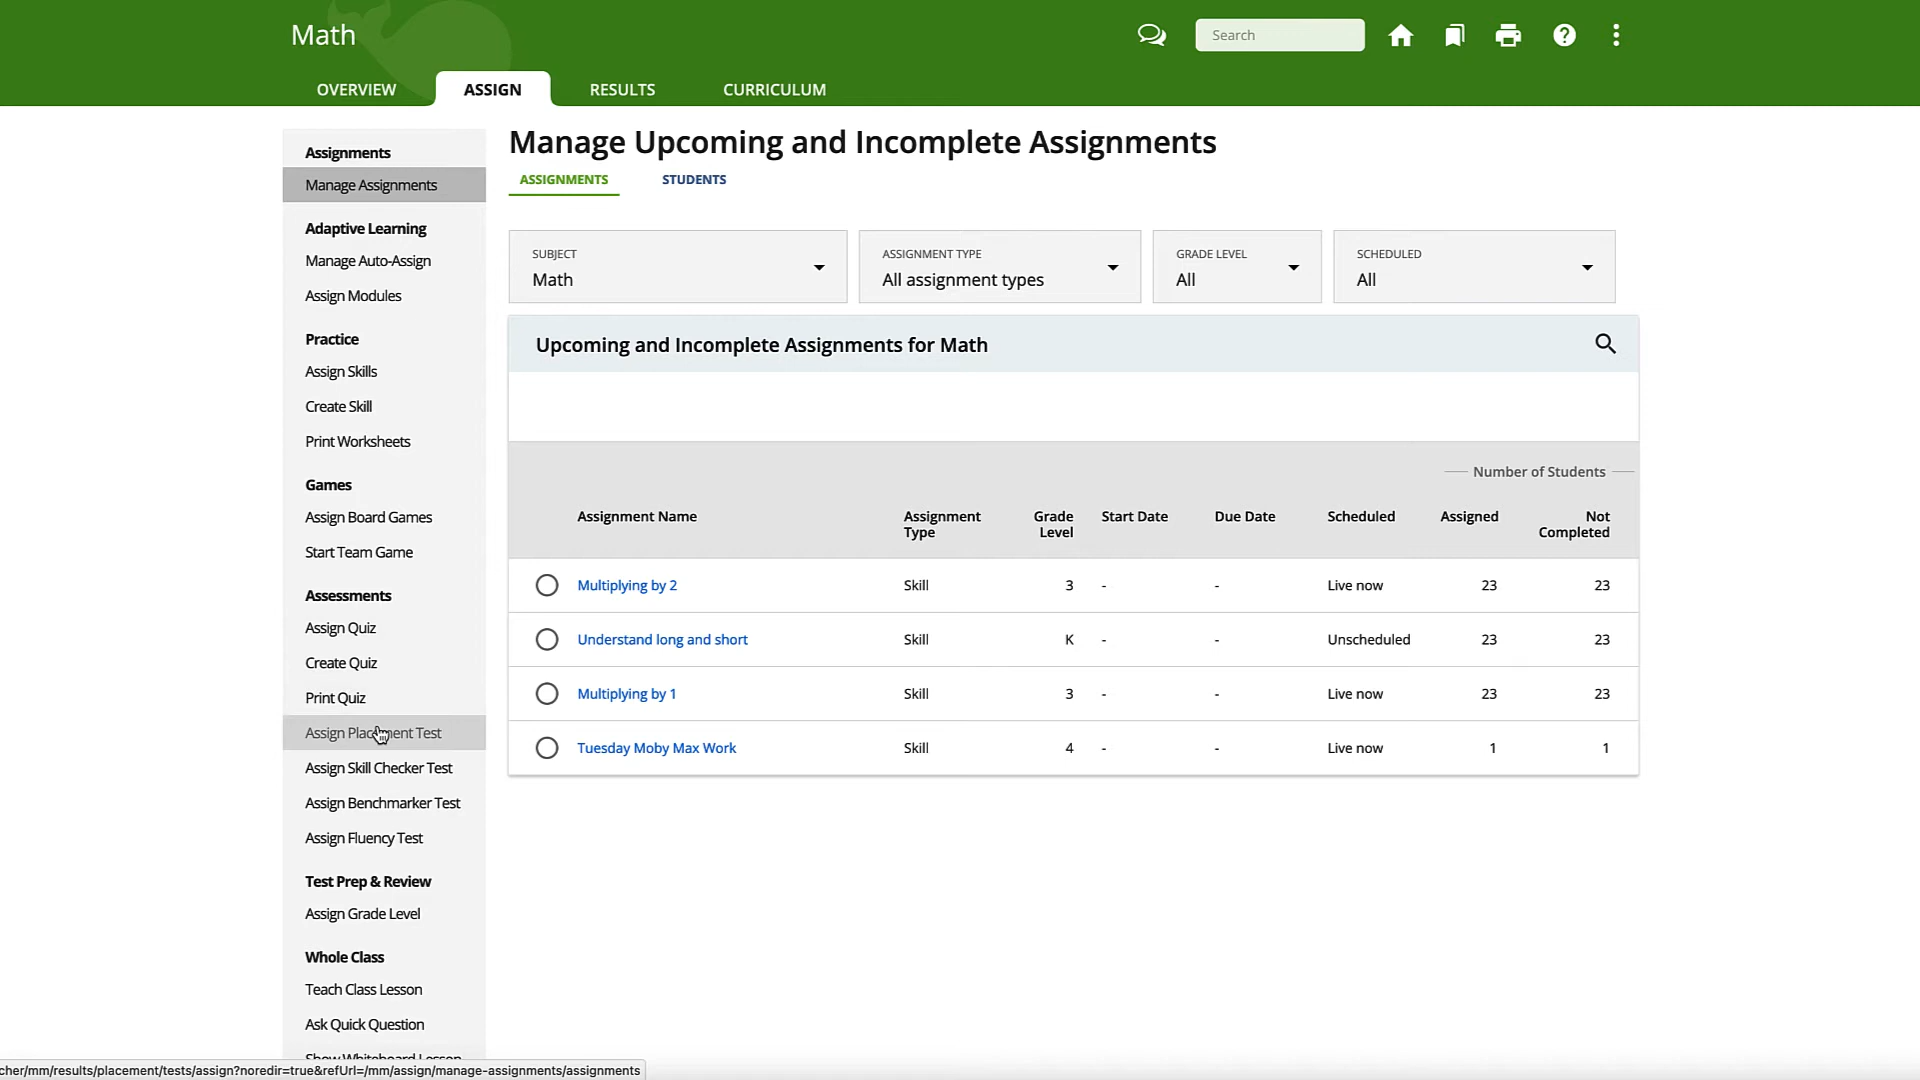 Math
Search
OVERVIEW
ASSIGN
RESULTS
CURRICULUM
Assignments
Manage Assignments
Adaptive Learning
Manage Auto-Assign
Assign Modules
Practice
Assign Skills
Create Skill
Print Worksheets
Games
Assign Board Games
Start Team Game
Assessments
Assign Quiz
Create Quiz
Print Quiz
Assign Placement Test
Assign Skill Checker Test
Assign Benchmarker Test
Assign Fluency Test
Test Prep & Review
Assign Grade Level
Whole Class
Teach Class Lesson
Ask Quick Question
Show Whiteboard Lesson
Manage Upcoming and Incomplete Assignments
ASSIGNMENTS
STUDENTS
SUBJECT
Math
ASSIGNMENT TYPE
All assignment types
GRADE LEVEL
All
SCHEDULED
All
Upcoming and Incomplete Assignments for Math
Number of Students
Assignment Name
Assignment
Type
Grade
Level
Start Date
Due Date
Scheduled
Assigned
Not
Completed
Multiplying by 2 Skill 3 - - Live now 23 23
Understand long and short Skill K - - Unscheduled 23 23
Multiplying by 1 Skill 3 - - Live now 23 23
Tuesday Moby Max Work Skill 4 - - Live now 1 1
cher/mm/results/placement/tests/assign?noredir=true&refUrl=/mm/assign/manage-assignments/assignments